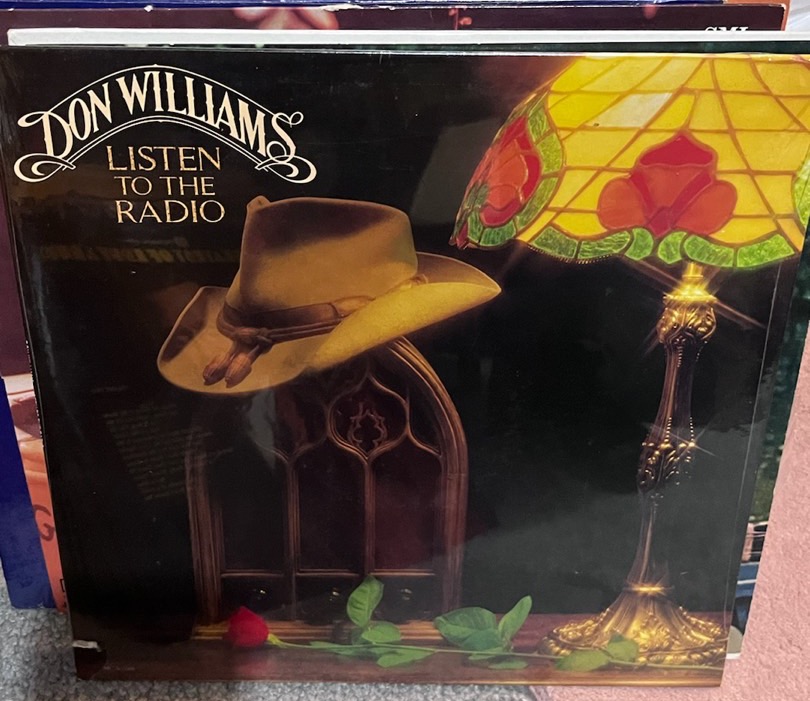 DON WILLIAMS
LISTEN
TO THE
RADIO